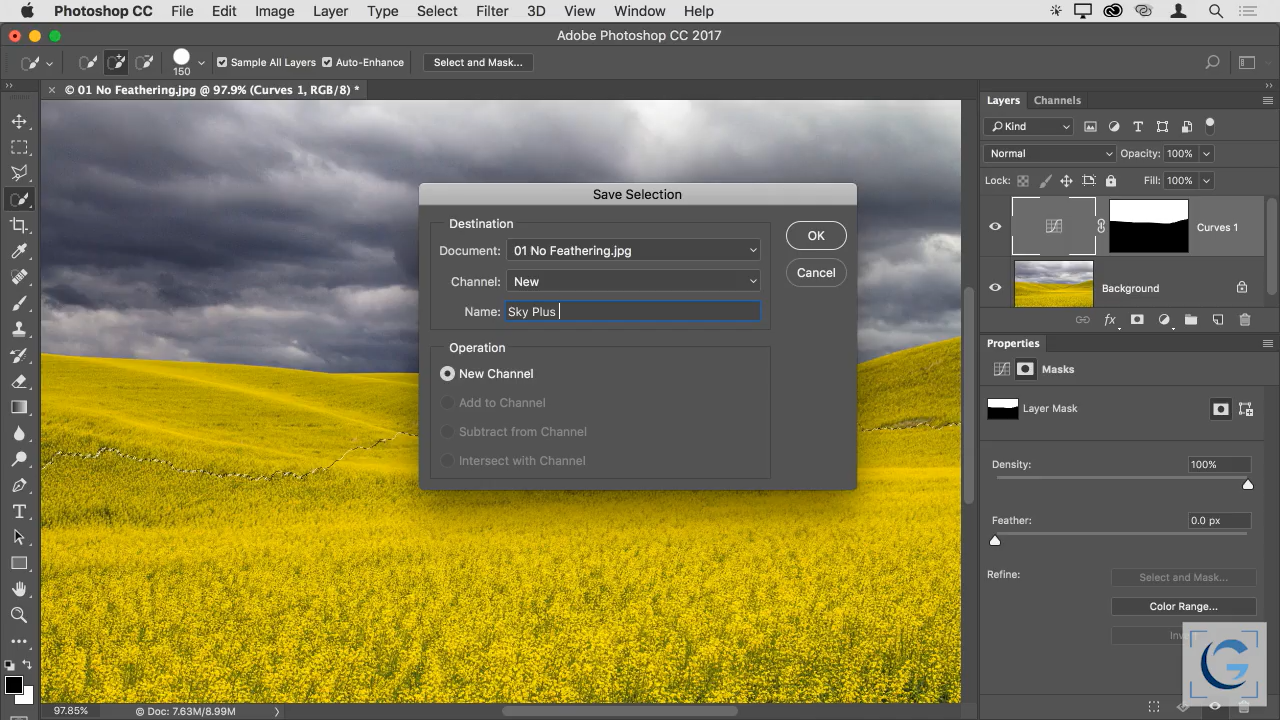 Photoshop CC File Edit Image Layer Type Select Filter 3D View Window Help
Adobe Photoshop CC 2017
150 Sample All Layers Auto-Enhance Select and Mask...
× © 01 No Feathering.jpg @ 97.9% (Curves 1, RGB/8) *
Layers Channels
Kind
Normal Opacity: 100%
Lock: Fill: 100%
Curves 1
Background
Save Selection
Destination
Document: 01 No Feathering.jpg
Channel: New
Name: Sky Plus
OK
Cancel
Operation
New Channel
Add to Channel
Subtract from Channel
Intersect with Channel
Properties
Masks
Layer Mask
Density: 100%
Feather: 0.0 px
Refine: Select and Mask...
Color Range...
97.85% © Doc: 7.63M/8.99M